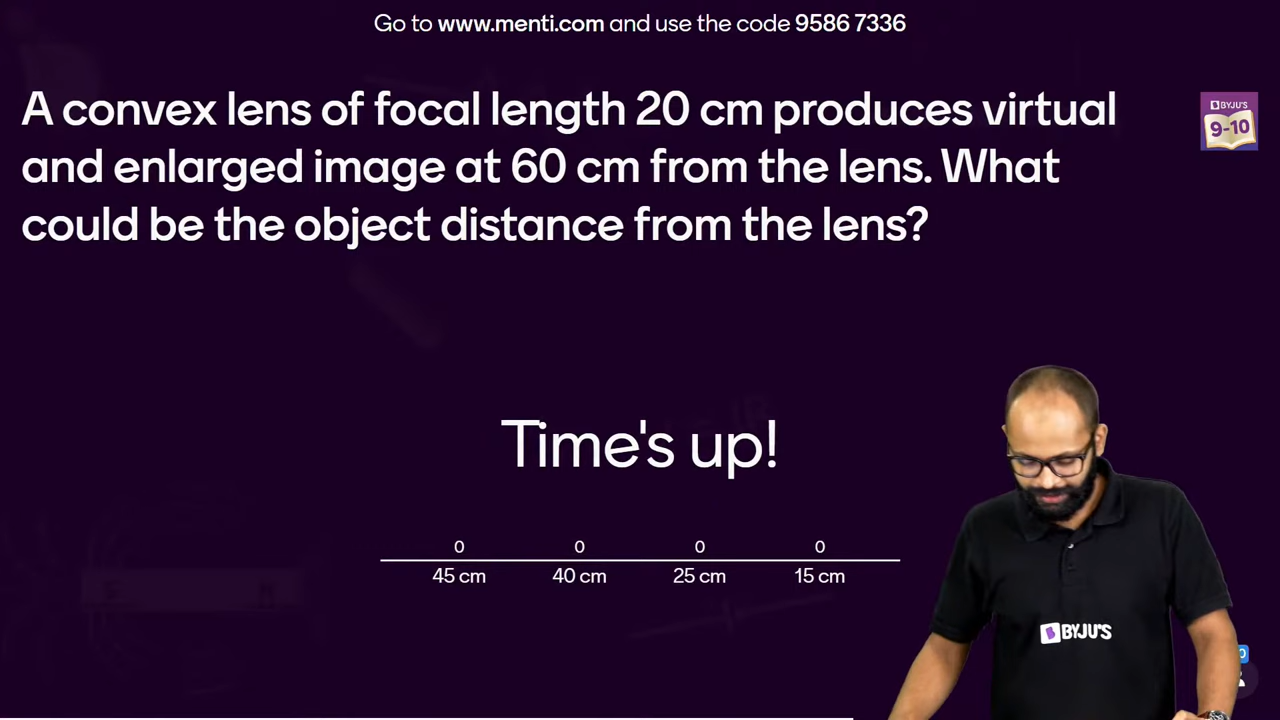 Go to www.menti.com and use the code 9586 7336
A convex lens of focal length 20 cm produces virtual
and enlarged image at 60 cm from the lens. What
could be the object distance from the lens?
BYJU'S
9-10
Time's up!
0 0 0 0
45 cm 40 cm 25 cm 15 cm
BYJU'S
0